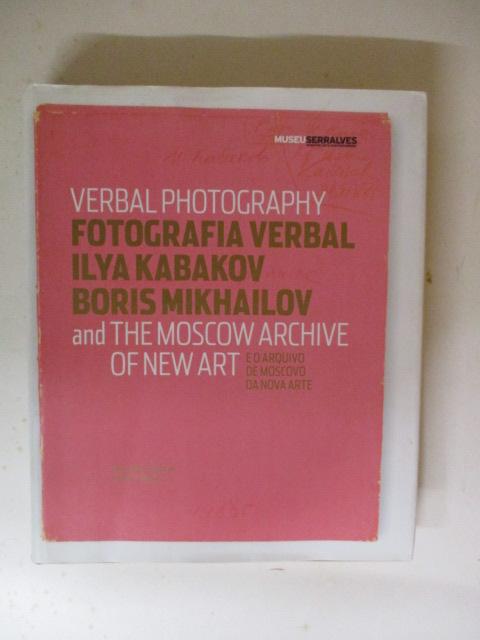 MUSEUSERRALVES
VERBAL PHOTOGRAPHY
FOTOGRAFIA VERBAL
ILYA KABAKOV
BORIS MIKHAILOV
and THE MOSCOW ARCHIVE
OF NEW ART
E O ARQUIVO
DE MOSCOVO
DA NOVA ARTE